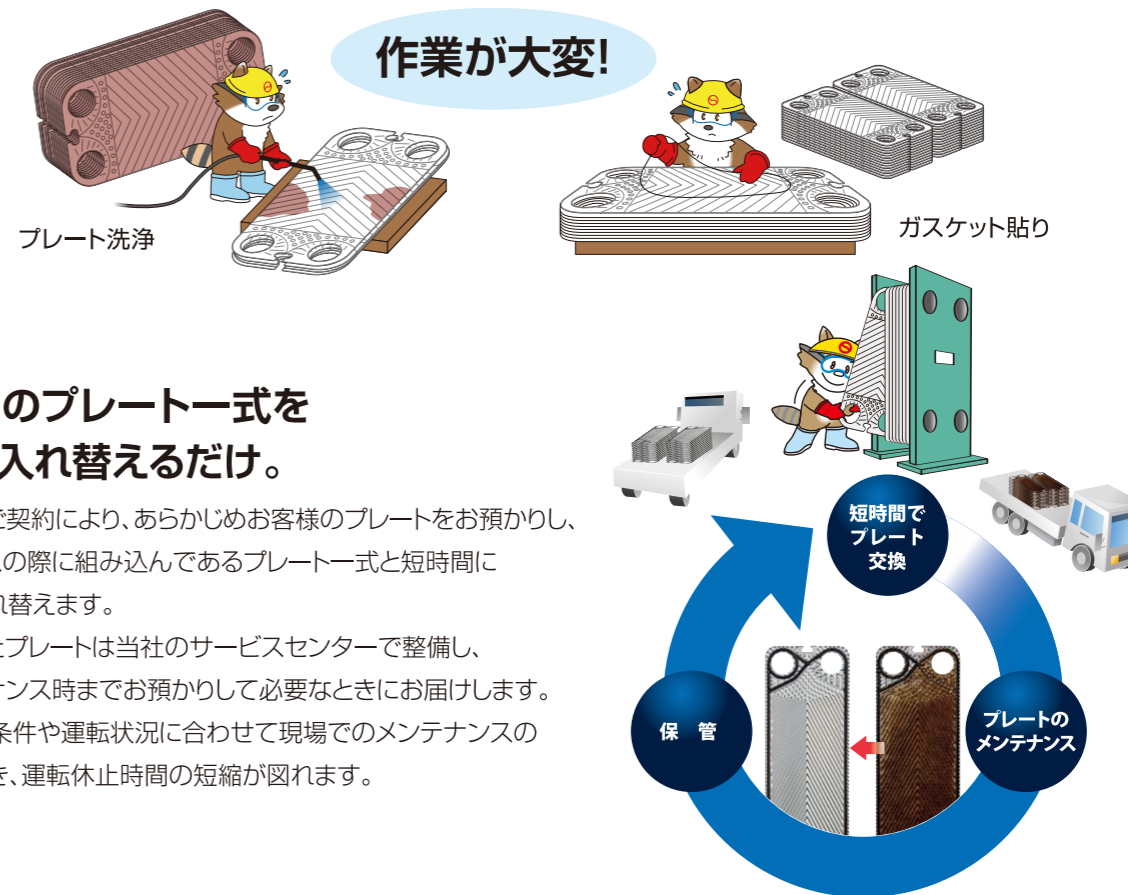 作業が大変!
プレート洗浄
ガスケット貼り
のプレート一式を
入れ替えるだけ。
契約により、あらかじめお客様のプレートをお預かりし、
の際に組み込んであるプレート一式と短時間に
替えます。
プレートは当社のサービスセンターで整備し、
ナンス時までお預かりして必要なときにお届けします。
条件や運転状況に合わせて現場でのメンテナンスの
、運転休止時間の短縮が図れます。
短時間で
プレート
交換
保 管
プレートの
メンテナンス